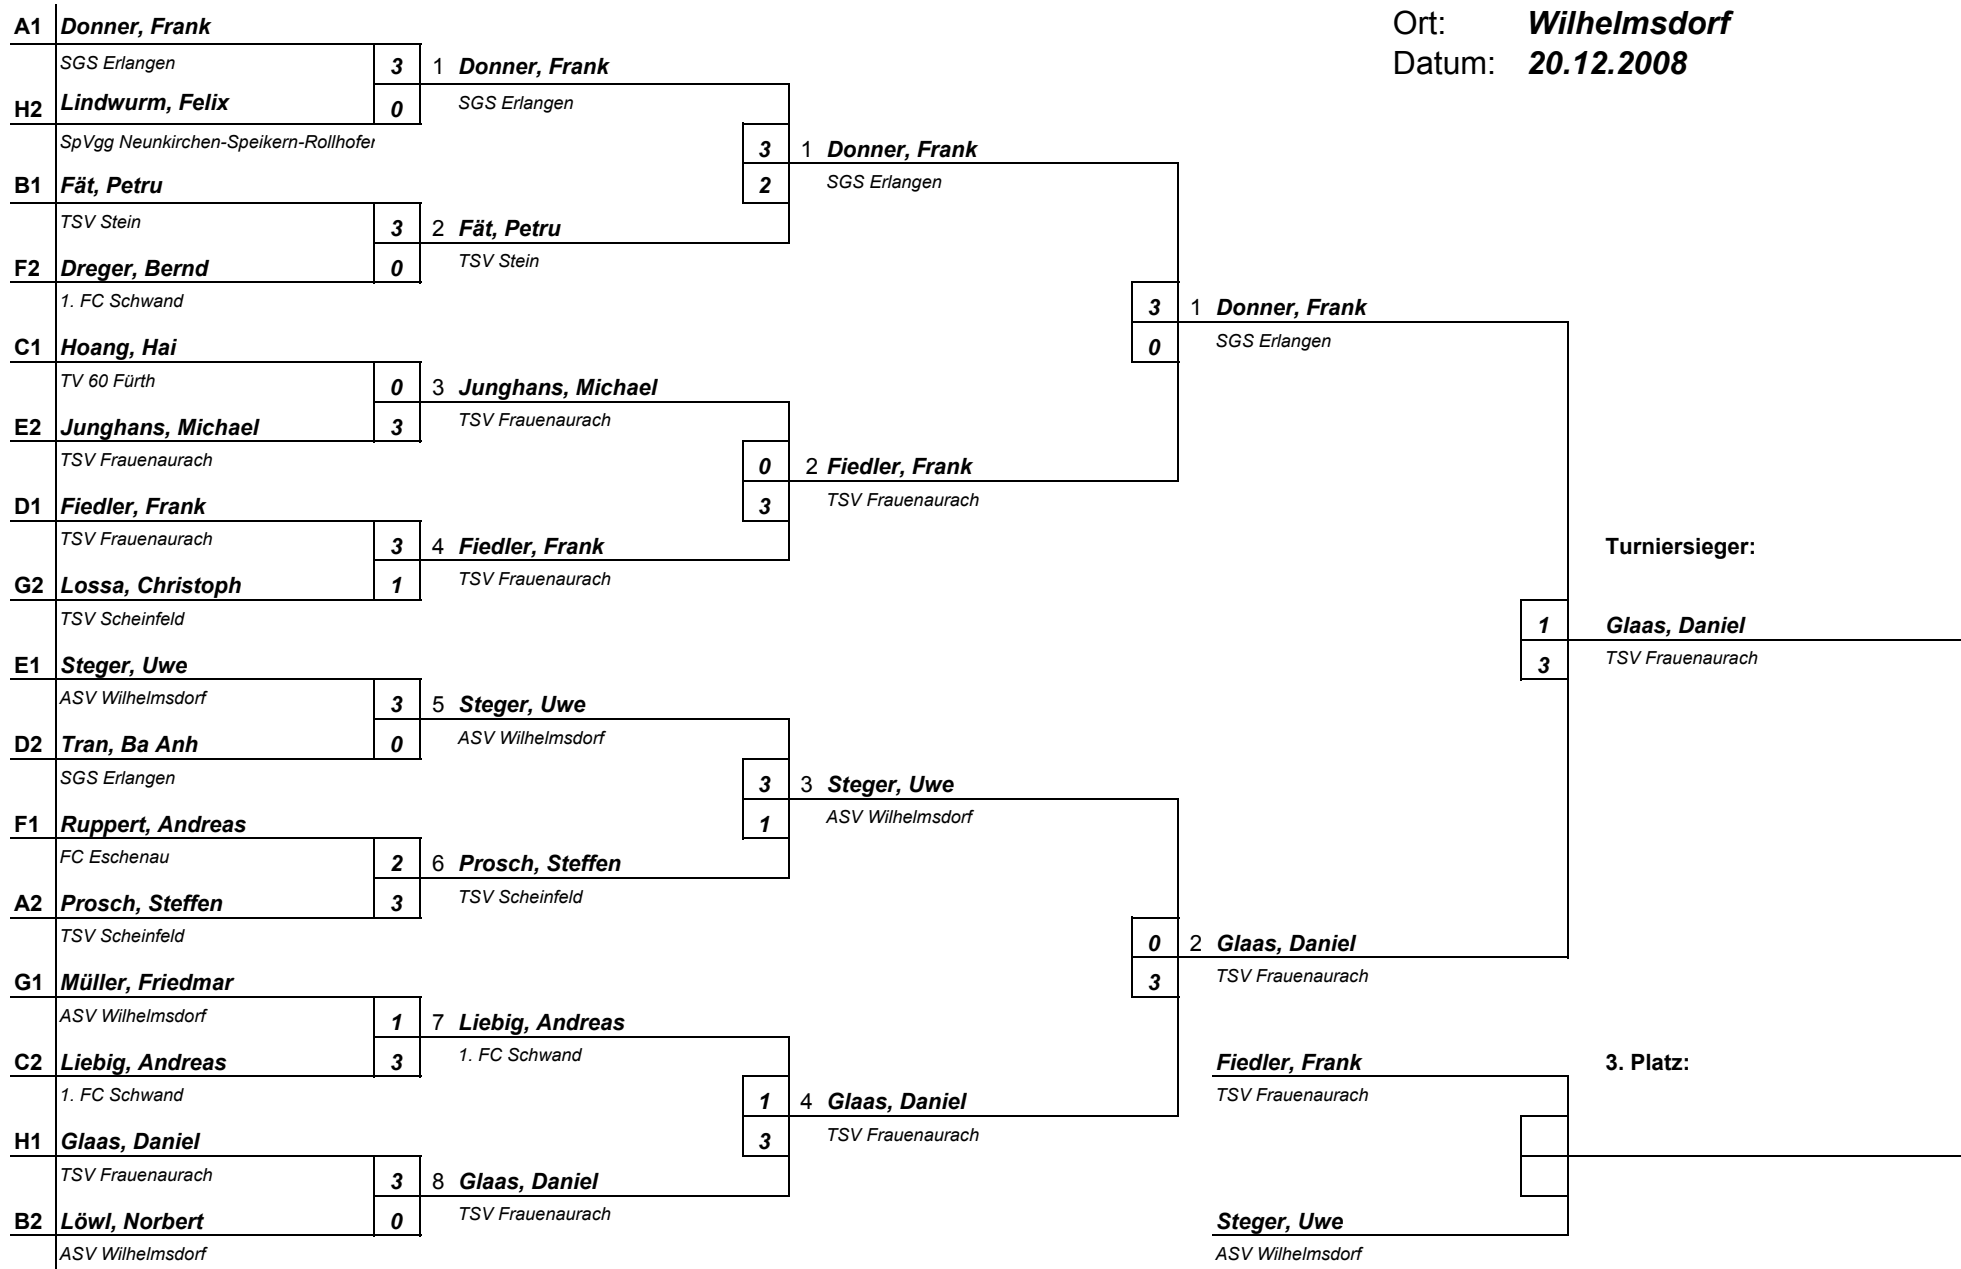 Ort: Wilhelmsdorf
Datum: 20.12.2008
A1 Donner, Frank
SGS Erlangen
3 1 Donner, Frank
H2 Lindwurm, Felix 0 SGS Erlangen
SpVgg Neunkirchen-Speikern-Rollhofer
3 1 Donner, Frank
B1 Fät, Petru 2 SGS Erlangen
TSV Stein
3 2 Fät, Petru
F2 Dreger, Bernd 0 TSV Stein
1. FC Schwand
3 1 Donner, Frank
C1 Hoang, Hai 0 SGS Erlangen
TV 60 Fürth
0 3 Junghans, Michael
E2 Junghans, Michael 3 TSV Frauenaurach
TSV Frauenaurach
0 2 Fiedler, Frank
D1 Fiedler, Frank 3 TSV Frauenaurach
TSV Frauenaurach
3 4 Fiedler, Frank Turniersieger:
G2 Lossa, Christoph 1 TSV Frauenaurach
TSV Scheinfeld
1 Glaas, Daniel
E1 Steger, Uwe 3 TSV Frauenaurach
ASV Wilhelmsdorf
3 5 Steger, Uwe
D2 Tran, Ba Anh 0 ASV Wilhelmsdorf
SGS Erlangen
3 3 Steger, Uwe
F1 Ruppert, Andreas 1 ASV Wilhelmsdorf
FC Eschenau
2 6 Prosch, Steffen
A2 Prosch, Steffen 3 TSV Scheinfeld
TSV Scheinfeld
0 2 Glaas, Daniel
G1 Müller, Friedmar 3 TSV Frauenaurach
ASV Wilhelmsdorf
1 7 Liebig, Andreas
C2 Liebig, Andreas 3 1. FC Schwand Fiedler, Frank 3. Platz:
1. FC Schwand TSV Frauenaurach
1 4 Glaas, Daniel
H1 Glaas, Daniel 3 TSV Frauenaurach
TSV Frauenaurach
3 8 Glaas, Daniel
B2 Löwl, Norbert 0 TSV Frauenaurach Steger, Uwe
ASV Wilhelmsdorf ASV Wilhelmsdorf